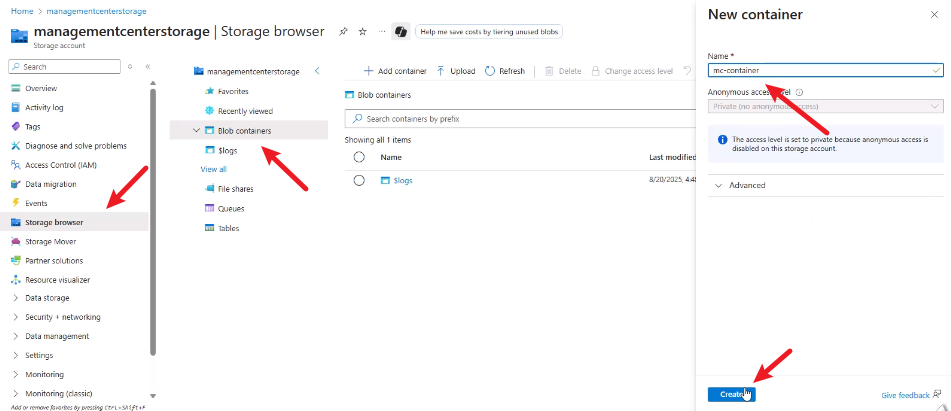 Home > managementcenterstorage
managementcenterstorage | Storage browser
Storage account
Help me save costs by tiering unused blobs
Search
Overview
Activity log
Tags
Diagnose and solve problems
Access Control (IAM)
Data migration
Events
Storage browser
Storage Mover
Partner solutions
Resource visualizer
Data storage
Security + networking
Data management
Settings
Monitoring
Monitoring (classic)
Add or remove favorites by pressing Ctrl+Shift+F
managementcenterstorage
Favorites
Recently viewed
Blob containers
$logs
View all
File shares
Queues
Tables
Add container Upload Refresh Delete Change access level
Blob containers
Search containers by prefix
Showing all 1 items
Name Last modified
$logs 8/20/2025, 4:48
New container
Name *
mc-container
Anonymous access
Private (no anonymous access)
The access level is set to private because anonymous access is
disabled on this storage account.
Advanced
Create
Give feedback